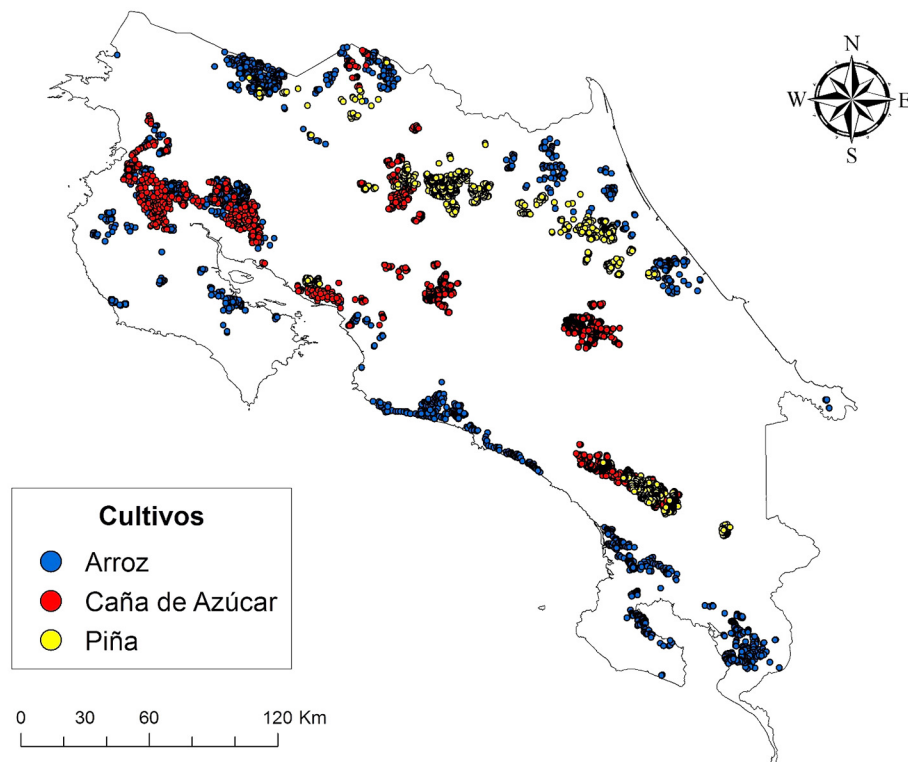 N
W E
S
Cultivos
Arroz
Caña de Azúcar
Piña
0 30 60 120 Km